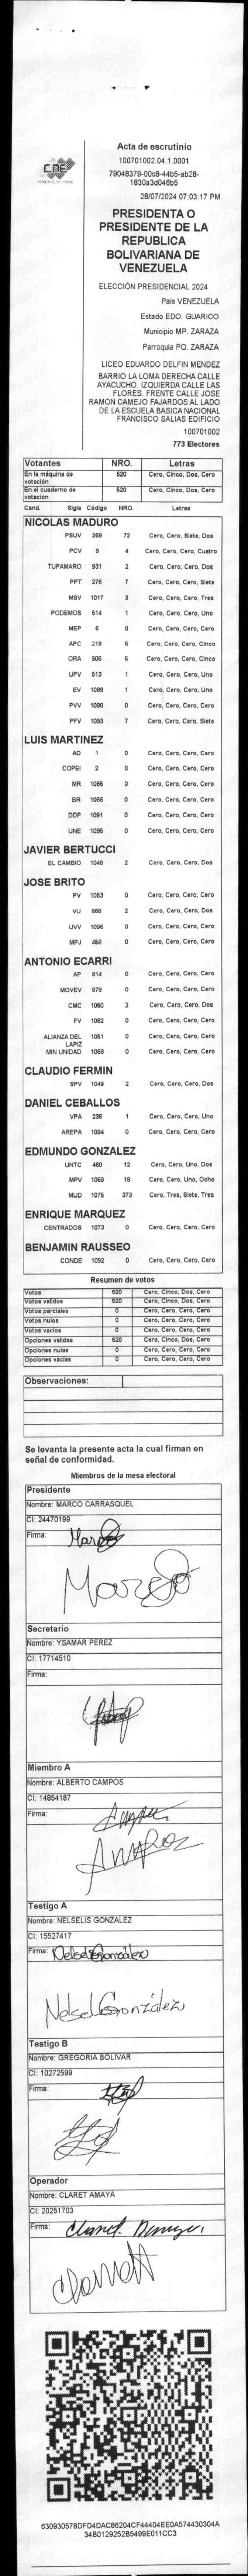 CNE
Acta de escrutinio
100701002.04.1.0001
79048379-00c8-44b5-ab28-
1830a3d046b5
28/07/2024 07:03:17 PM
PRESIDENTA O
PRESIDENTE DE LA
REPUBLICA
BOLIVARIANA DE
VENEZUELA
ELECCIÓN PRESIDENCIAL 2024
País VENEZUELA
Estado EDO. GUARICO
Municipio MP. ZARAZA
Parroquia PQ. ZARAZA
LICEO EDUARDO DELFIN MENDEZ
BARRIO LA LOMA DERECHA CALLE
AYACUCHO. IZQUIERDA CALLE LAS
FLORES. FRENTE CALLE JOSE
RAMON CAMEJO FAJARDOS AL LADO
DE LA ESCUELA BASICA NACIONAL
FRANCISCO SALIAS EDIFICIO
100701002
773 Electores
Votantes NRO. Letras
En la máquina de votación 520 Cero, Cinco, Dos, Cero
En el cuaderno de votación 520 Cero, Cinco, Dos, Cero
Cand. Sigla Código NRO. Letras
NICOLAS MADURO
PSUV 269 72 Cero, Cero, Siete, Dos
PCV 9 4 Cero, Cero, Cero, Cuatro
TUPAMARO 931 2 Cero, Cero, Cero, Dos
PPT 276 7 Cero, Cero, Cero, Siete
MSV 1017 3 Cero, Cero, Cero, Tres
PODEMOS 514 1 Cero, Cero, Cero, Uno
MEP 6 0 Cero, Cero, Cero, Cero
APC 219 5 Cero, Cero, Cero, Cinco
ORA 905 5 Cero, Cero, Cero, Cinco
UPV 513 1 Cero, Cero, Cero, Uno
EV 1089 1 Cero, Cero, Cero, Uno
PVV 1090 0 Cero, Cero, Cero, Cero
PFV 1093 7 Cero, Cero, Cero, Siete
LUIS MARTINEZ
AD 1 0 Cero, Cero, Cero, Cero
COPEI 2 0 Cero, Cero, Cero, Cero
MR 1065 0 Cero, Cero, Cero, Cero
BR 1066 0 Cero, Cero, Cero, Cero
DDP 1091 0 Cero, Cero, Cero, Cero
UNE 1095 0 Cero, Cero, Cero, Cero
JAVIER BERTUCCI
EL CAMBIO 1048 2 Cero, Cero, Cero, Dos
JOSE BRITO
PV 1053 0 Cero, Cero, Cero, Cero
VU 868 2 Cero, Cero, Cero, Dos
UVV 1096 0 Cero, Cero, Cero, Cero
MPJ 458 0 Cero, Cero, Cero, Cero
ANTONIO ECARRI
AP 814 0 Cero, Cero, Cero, Cero
MOVEV 878 0 Cero, Cero, Cero, Cero
CMC 1050 2 Cero, Cero, Cero, Dos
FV 1062 0 Cero, Cero, Cero, Cero
ALIANZA DEL LAPIZ 1051 0 Cero, Cero, Cero, Cero
MIN UNIDAD 1068 0 Cero, Cero, Cero, Cero
CLAUDIO FERMIN
SPV 1049 2 Cero, Cero, Cero, Dos
DANIEL CEBALLOS
VPA 236 1 Cero, Cero, Cero, Uno
AREPA 1094 0 Cero, Cero, Cero, Cero
EDMUNDO GONZALEZ
UNTC 460 12 Cero, Cero, Uno, Dos
MPV 1069 18 Cero, Cero, Uno, Ocho
MUD 1075 373 Cero, Tres, Siete, Tres
ENRIQUE MARQUEZ
CENTRADOS 1073 0 Cero, Cero, Cero, Cero
BENJAMIN RAUSSEO
CONDE 1092 0 Cero, Cero, Cero, Cero
Resumen de votos
Votos 520 Cero, Cinco, Dos, Cero
Votos válidos 520 Cero, Cinco, Dos, Cero
Votos parciales 0 Cero, Cero, Cero, Cero
Votos nulos 0 Cero, Cero, Cero, Cero
Votos vacíos 0 Cero, Cero, Cero, Cero
Opciones válidas 520 Cero, Cinco, Dos, Cero
Opciones nulas 0 Cero, Cero, Cero, Cero
Opciones vacías 0 Cero, Cero, Cero, Cero
Observaciones:
Se levanta la presente acta la cual firman en
señal de conformidad.
Miembros de la mesa electoral
Presidente
Nombre: MARCO CARRASQUEL
CI: 24470199
Firma: Marco
Marco
Secretario
Nombre: YSAMAR PEREZ
CI: 17714510
Firma:
Miembro A
Nombre: ALBERTO CAMPOS
CI: 14854187
Firma:
Testigo A
Nombre: NELSELIS GONZALEZ
CI: 15527417
Firma: Nelsel González
Nelsel González
Testigo B
Nombre: GREGORIA BOLIVAR
CI: 10272599
Firma:
Operador
Nombre: CLARET AMAYA
CI: 20251703
Firma: Claret Amaya
Claret
630930578DFD4DAC86204CF44404EE0A574430304A
34B0129252B5499E011CC3